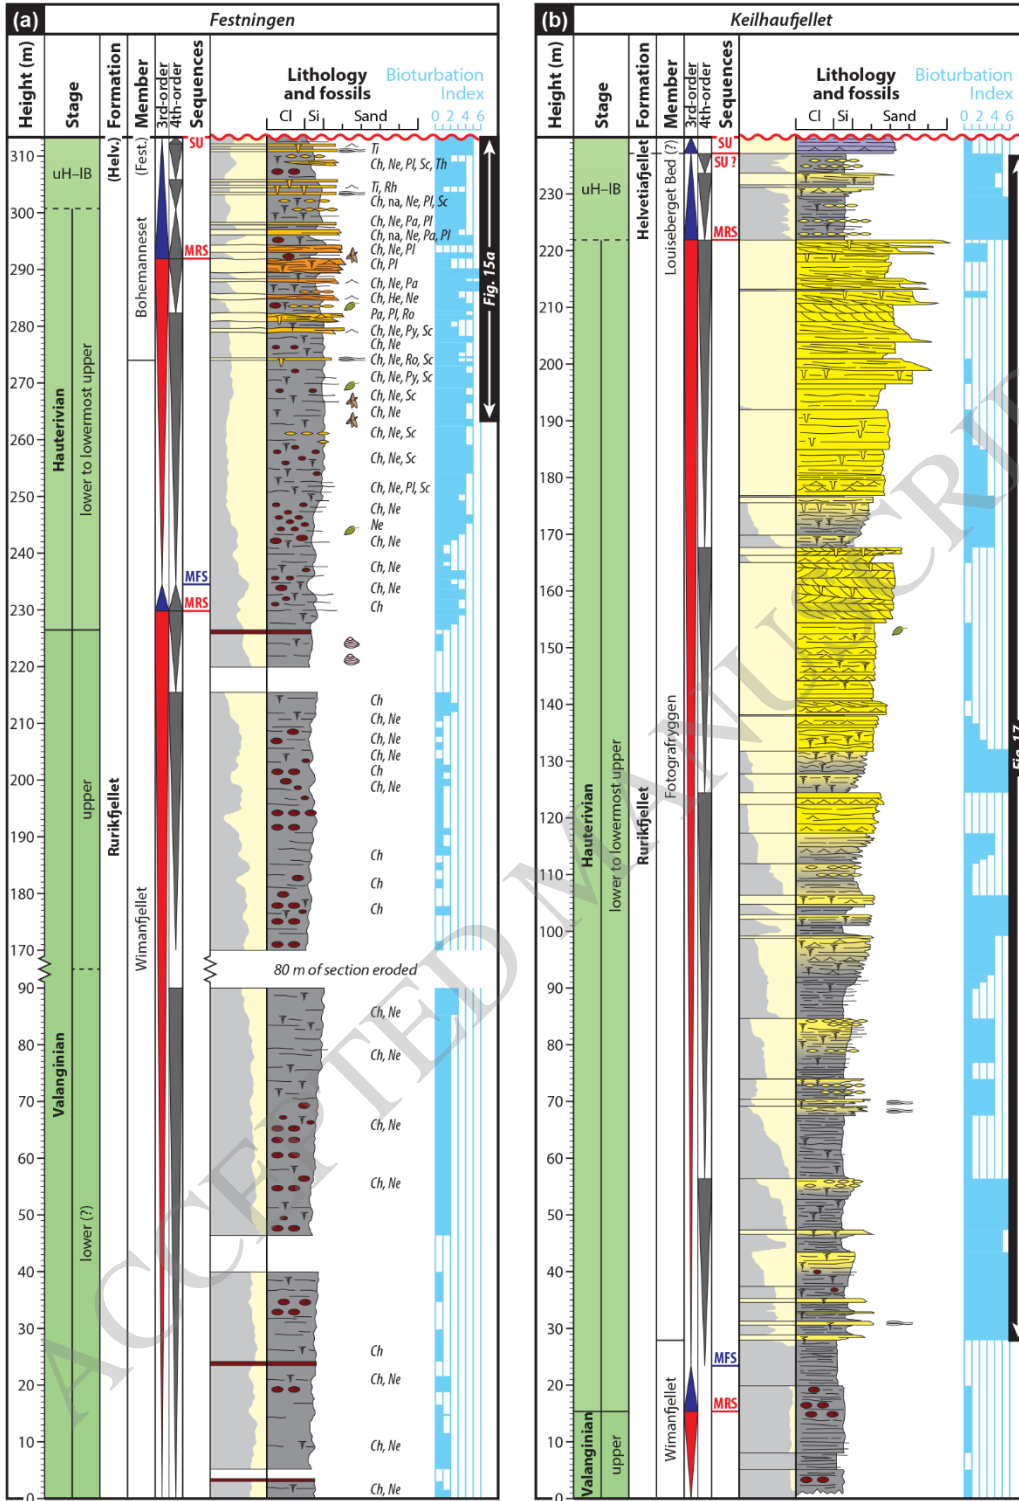 (a) Festningen
Height (m)
Stage
Formation
Member
3rd-order
4th-order
Sequences
Lithology
and fossils
Bioturbation
Index
Cl Si Sand
0 2 4 6
310
300
290
280
270
260
250
240
230
220
210
200
190
180
170
90
80
70
60
50
40
30
20
10
0
uH–lB
Hauterivian
lower to lowermost upper
Valanginian
upper
lower (?)
(Helv.)
Rurikfjellet
(Fest.)
Bohemanneset
Wimanfjellet
SU
MRS
MFS
MRS
Ti
Ch, Ne, Pl, Sc, Th
Ti, Rh
Ch, na, Ne, Pl, Sc
Ch, Ne, Pa, Pl
Ch, na, Ne, Pa, Pl
Ch, Ne, Pl
Ch, Pl
Ch, Ne, Pa
Ch, He, Ne
Pa, Pl, Ro
Ch, Ne, Py, Sc
Ch, Ne
Ch, Ne, Ro, Sc
Ch, Ne, Py, Sc
Ch, Ne, Sc
Ch, Ne
Ch, Ne, Sc
Ch, Ne, Sc
Ch, Ne, Pl, Sc
Ch, Ne
Ne
Ch, Ne
Ch, Ne
Ch, Ne
Ch
Ch
Ch, Ne
Ch, Ne
Ch, Ne
Ch
Ch, Ne
Ch
Ch
Ch
80 m of section eroded
Ch, Ne
Ch, Ne
Ch, Ne
Ch, Ne
Ch
Ch, Ne
Ch, Ne
Ch, Ne
Fig. 15a
(b) Keilhaufjellet
Height (m)
Stage
Formation
Member
3rd-order
4th-order
Sequences
Lithology
and fossils
Bioturbation
Index
Cl Si Sand
0 2 4 6
230
220
210
200
190
180
170
160
150
140
130
120
110
100
90
80
70
60
50
40
30
20
10
0
uH–lB
Hauterivian
lower to lowermost upper
Valanginian
upper
Helvetiafjellet
Rurikfjellet
Louiseberget Bed (?)
Fotografryggen
Wimanfjellet
SU
SU ?
MRS
MFS
MRS
Fig. 17
ACCEPTED MANUSCRI